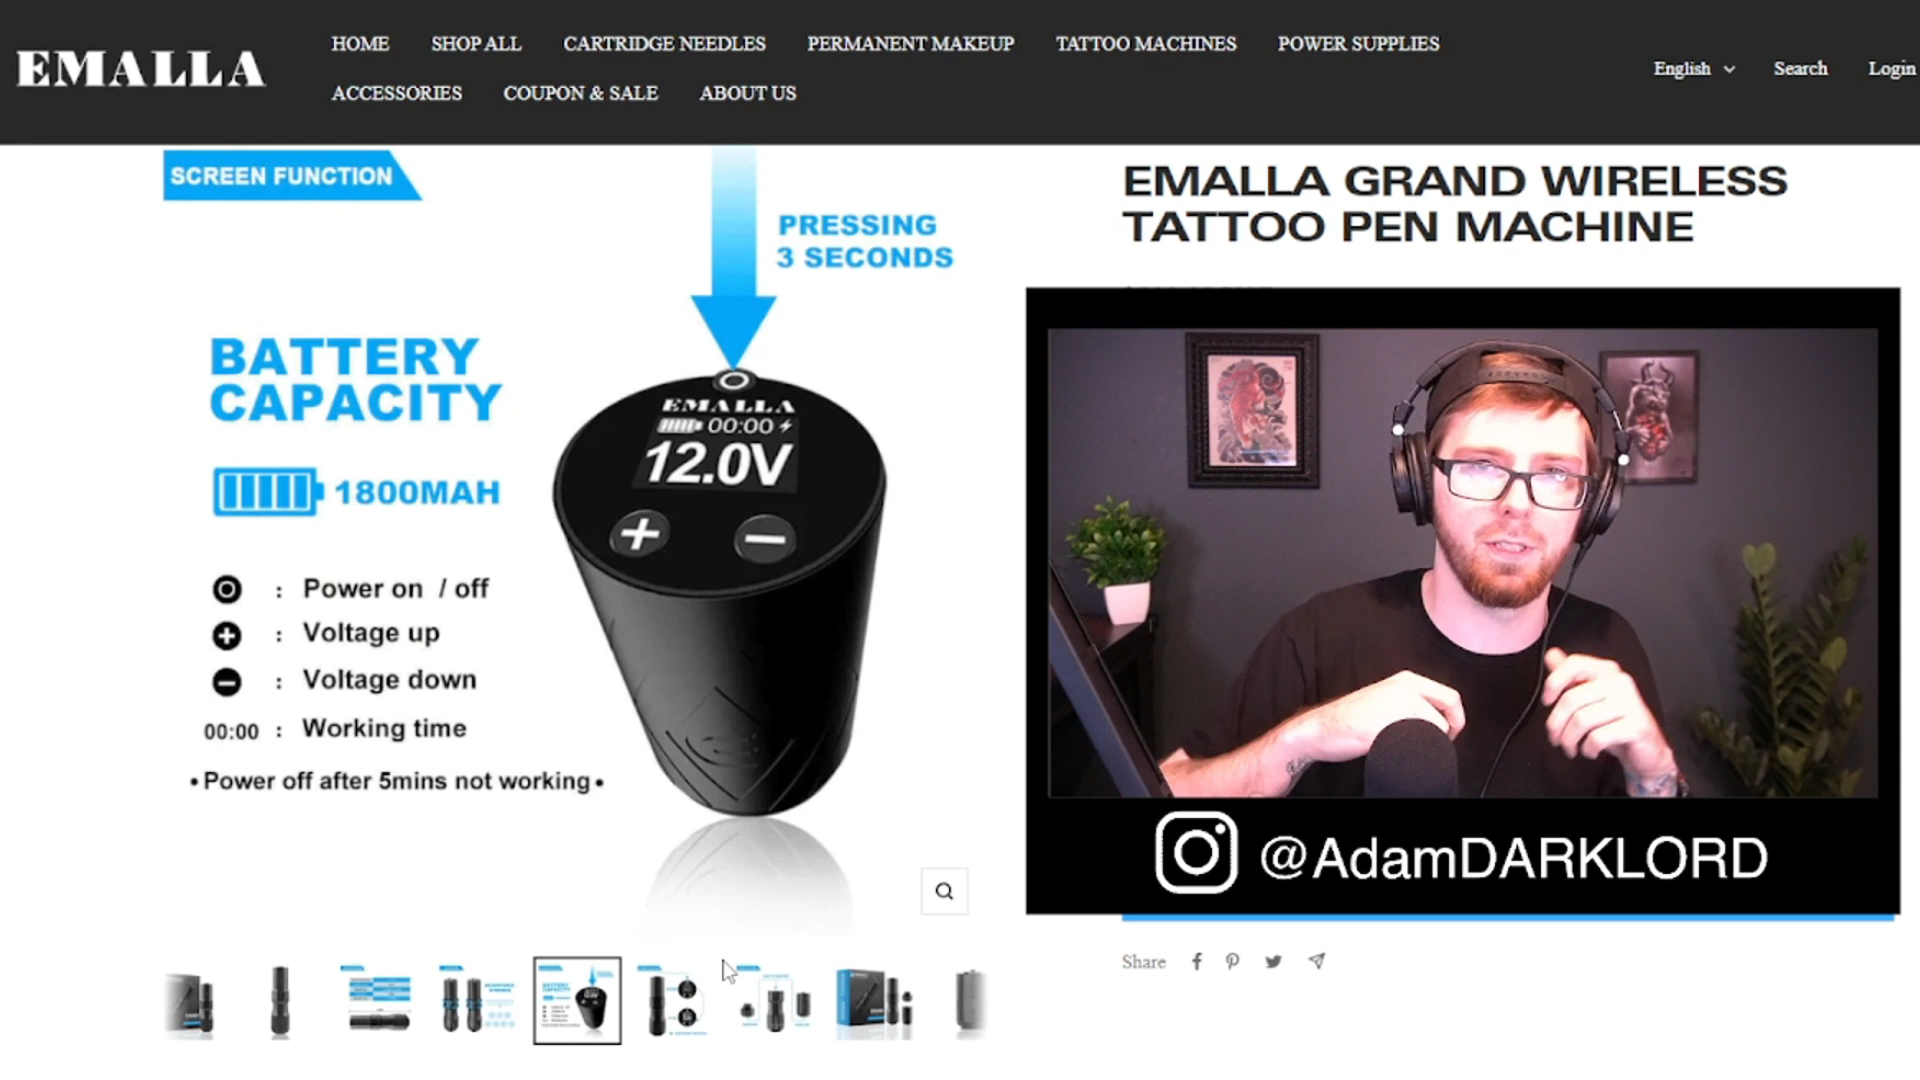 EMALLA
HOME SHOP ALL CARTRIDGE NEEDLES PERMANENT MAKEUP TATTOO MACHINES POWER SUPPLIES
ACCESSORIES COUPON & SALE ABOUT US
English Search Login
SCREEN FUNCTION
PRESSING
3 SECONDS
BATTERY
CAPACITY
1800MAH
EMALLA
00:00
12.0V
: Power on / off
: Voltage up
: Voltage down
00:00 : Working time
• Power off after 5mins not working •
EMALLA GRAND WIRELESS
TATTOO PEN MACHINE
@AdamDARKLORD
Share